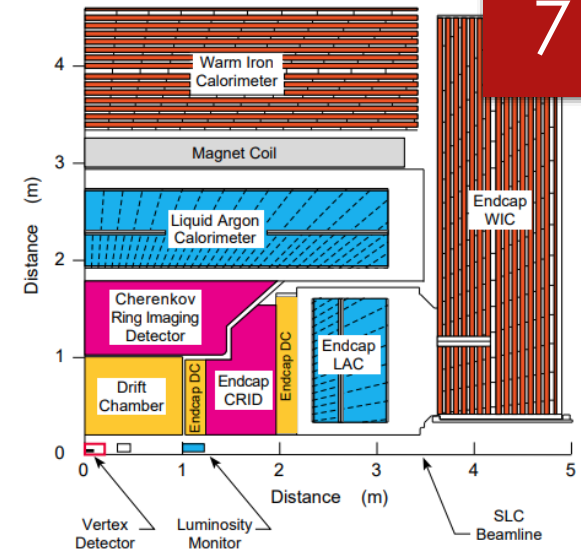 7
4
3
2
1
0
Distance (m)
Warm Iron
Calorimeter
Magnet Coil
Liquid Argon
Calorimeter
Endcap
WIC
Cherenkov
Ring Imaging
Detector
Drift
Chamber
Endcap DC
Endcap
CRID
Endcap DC
Endcap
LAC
0
1
2
3
4
5
Distance (m)
Vertex
Detector
Luminosity
Monitor
SLC
Beamline